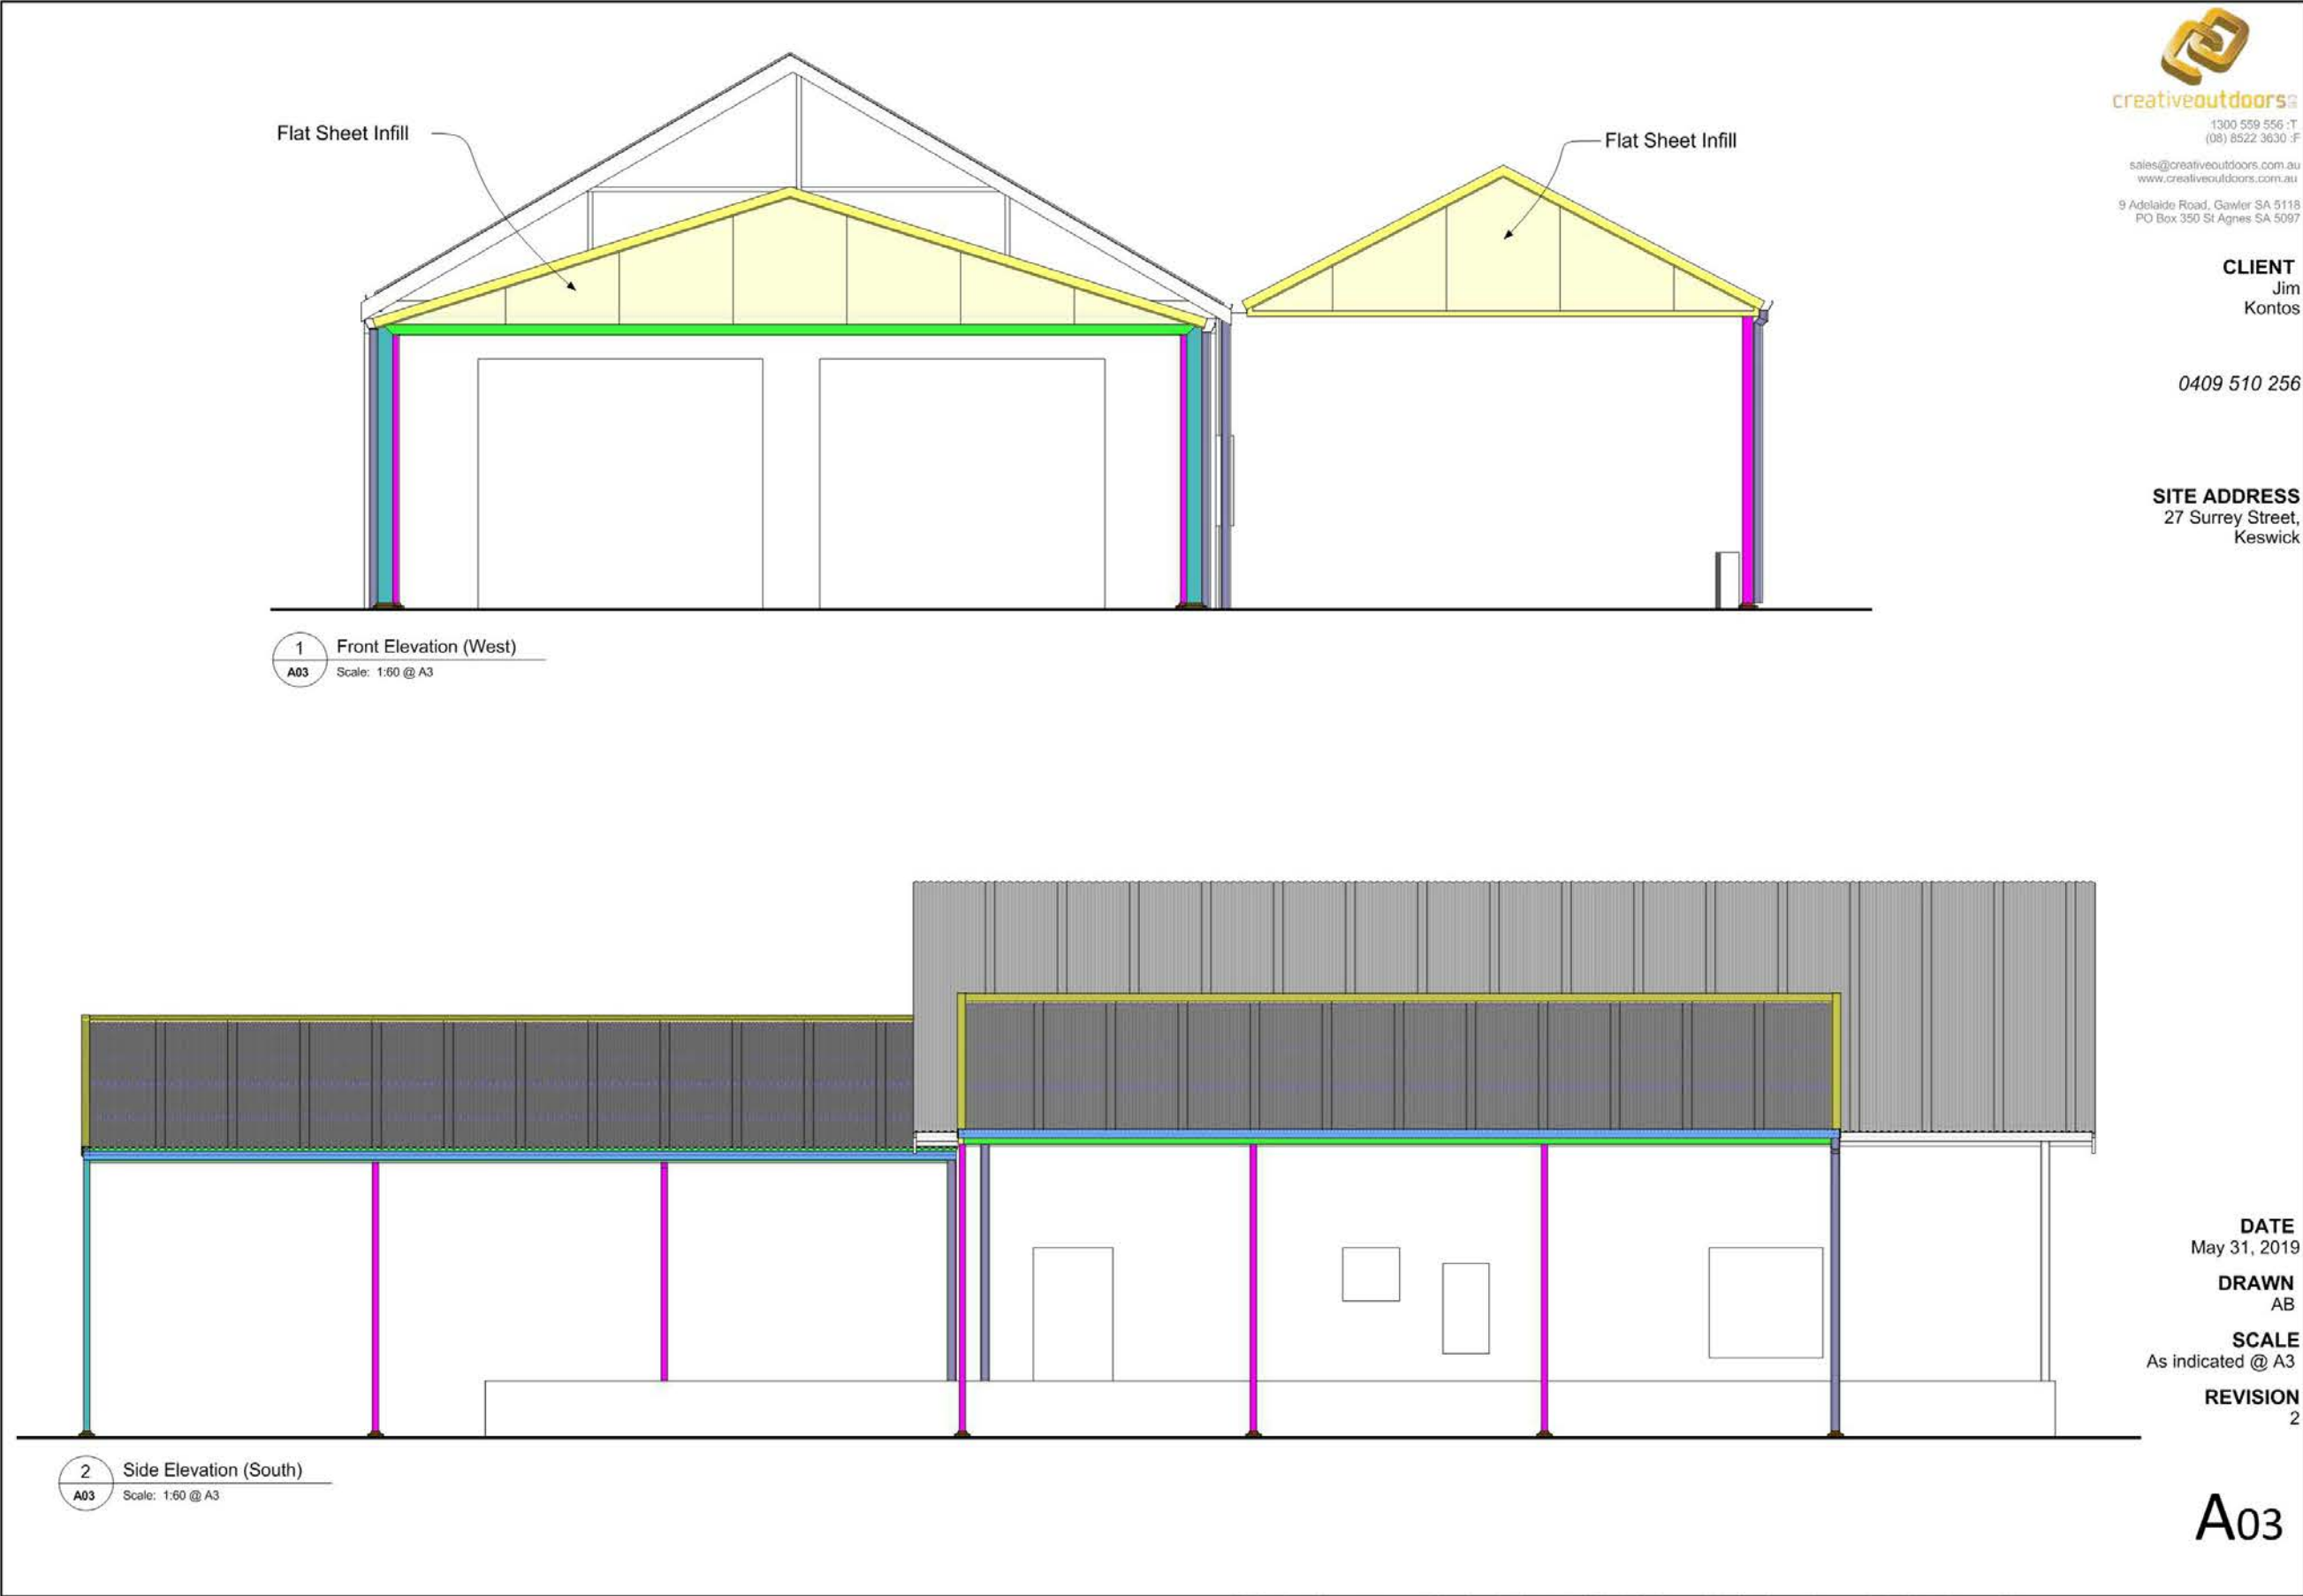 Flat Sheet Infill
Flat Sheet Infill
1
A03
Front Elevation (West)
Scale: 1:60 @ A3
2
A03
Side Elevation (South)
Scale: 1:60 @ A3
creativeoutdoors
1300 559 556 :T
(08) 8522 3630 :F
sales@creativeoutdoors.com.au
www.creativeoutdoors.com.au
9 Adelaide Road, Gawler SA 5118
PO Box 350 St Agnes SA 5097
CLIENT
Jim
Kontos
0409 510 256
SITE ADDRESS
27 Surrey Street,
Keswick
DATE
May 31, 2019
DRAWN
AB
SCALE
As indicated @ A3
REVISION
2
A03